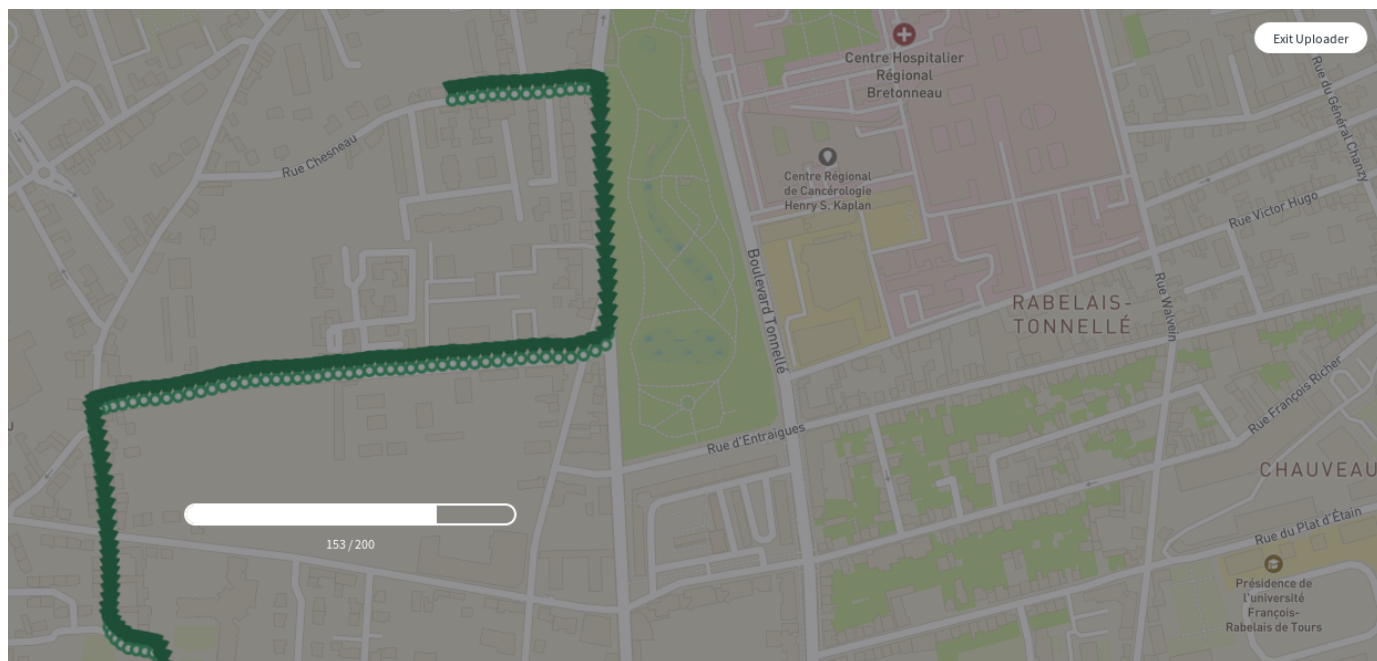 Exit Uploader
Centre Hospitalier
Régional
Bretonneau
Rue du Général Chanzy
Rue Chesneau
Centre Régional
de Cancérologie
Henry S. Kaplan
Rue Victor Hugo
Boulevard Tonnellé
Rue Walvein
RABELAIS-
TONNELLÉ
Rue François Richer
Rue d'Entraigues
CHAUVEAU
153 / 200
Rue du Plat d'Étain
Présidence de
l'université
François-
Rabelais de Tours